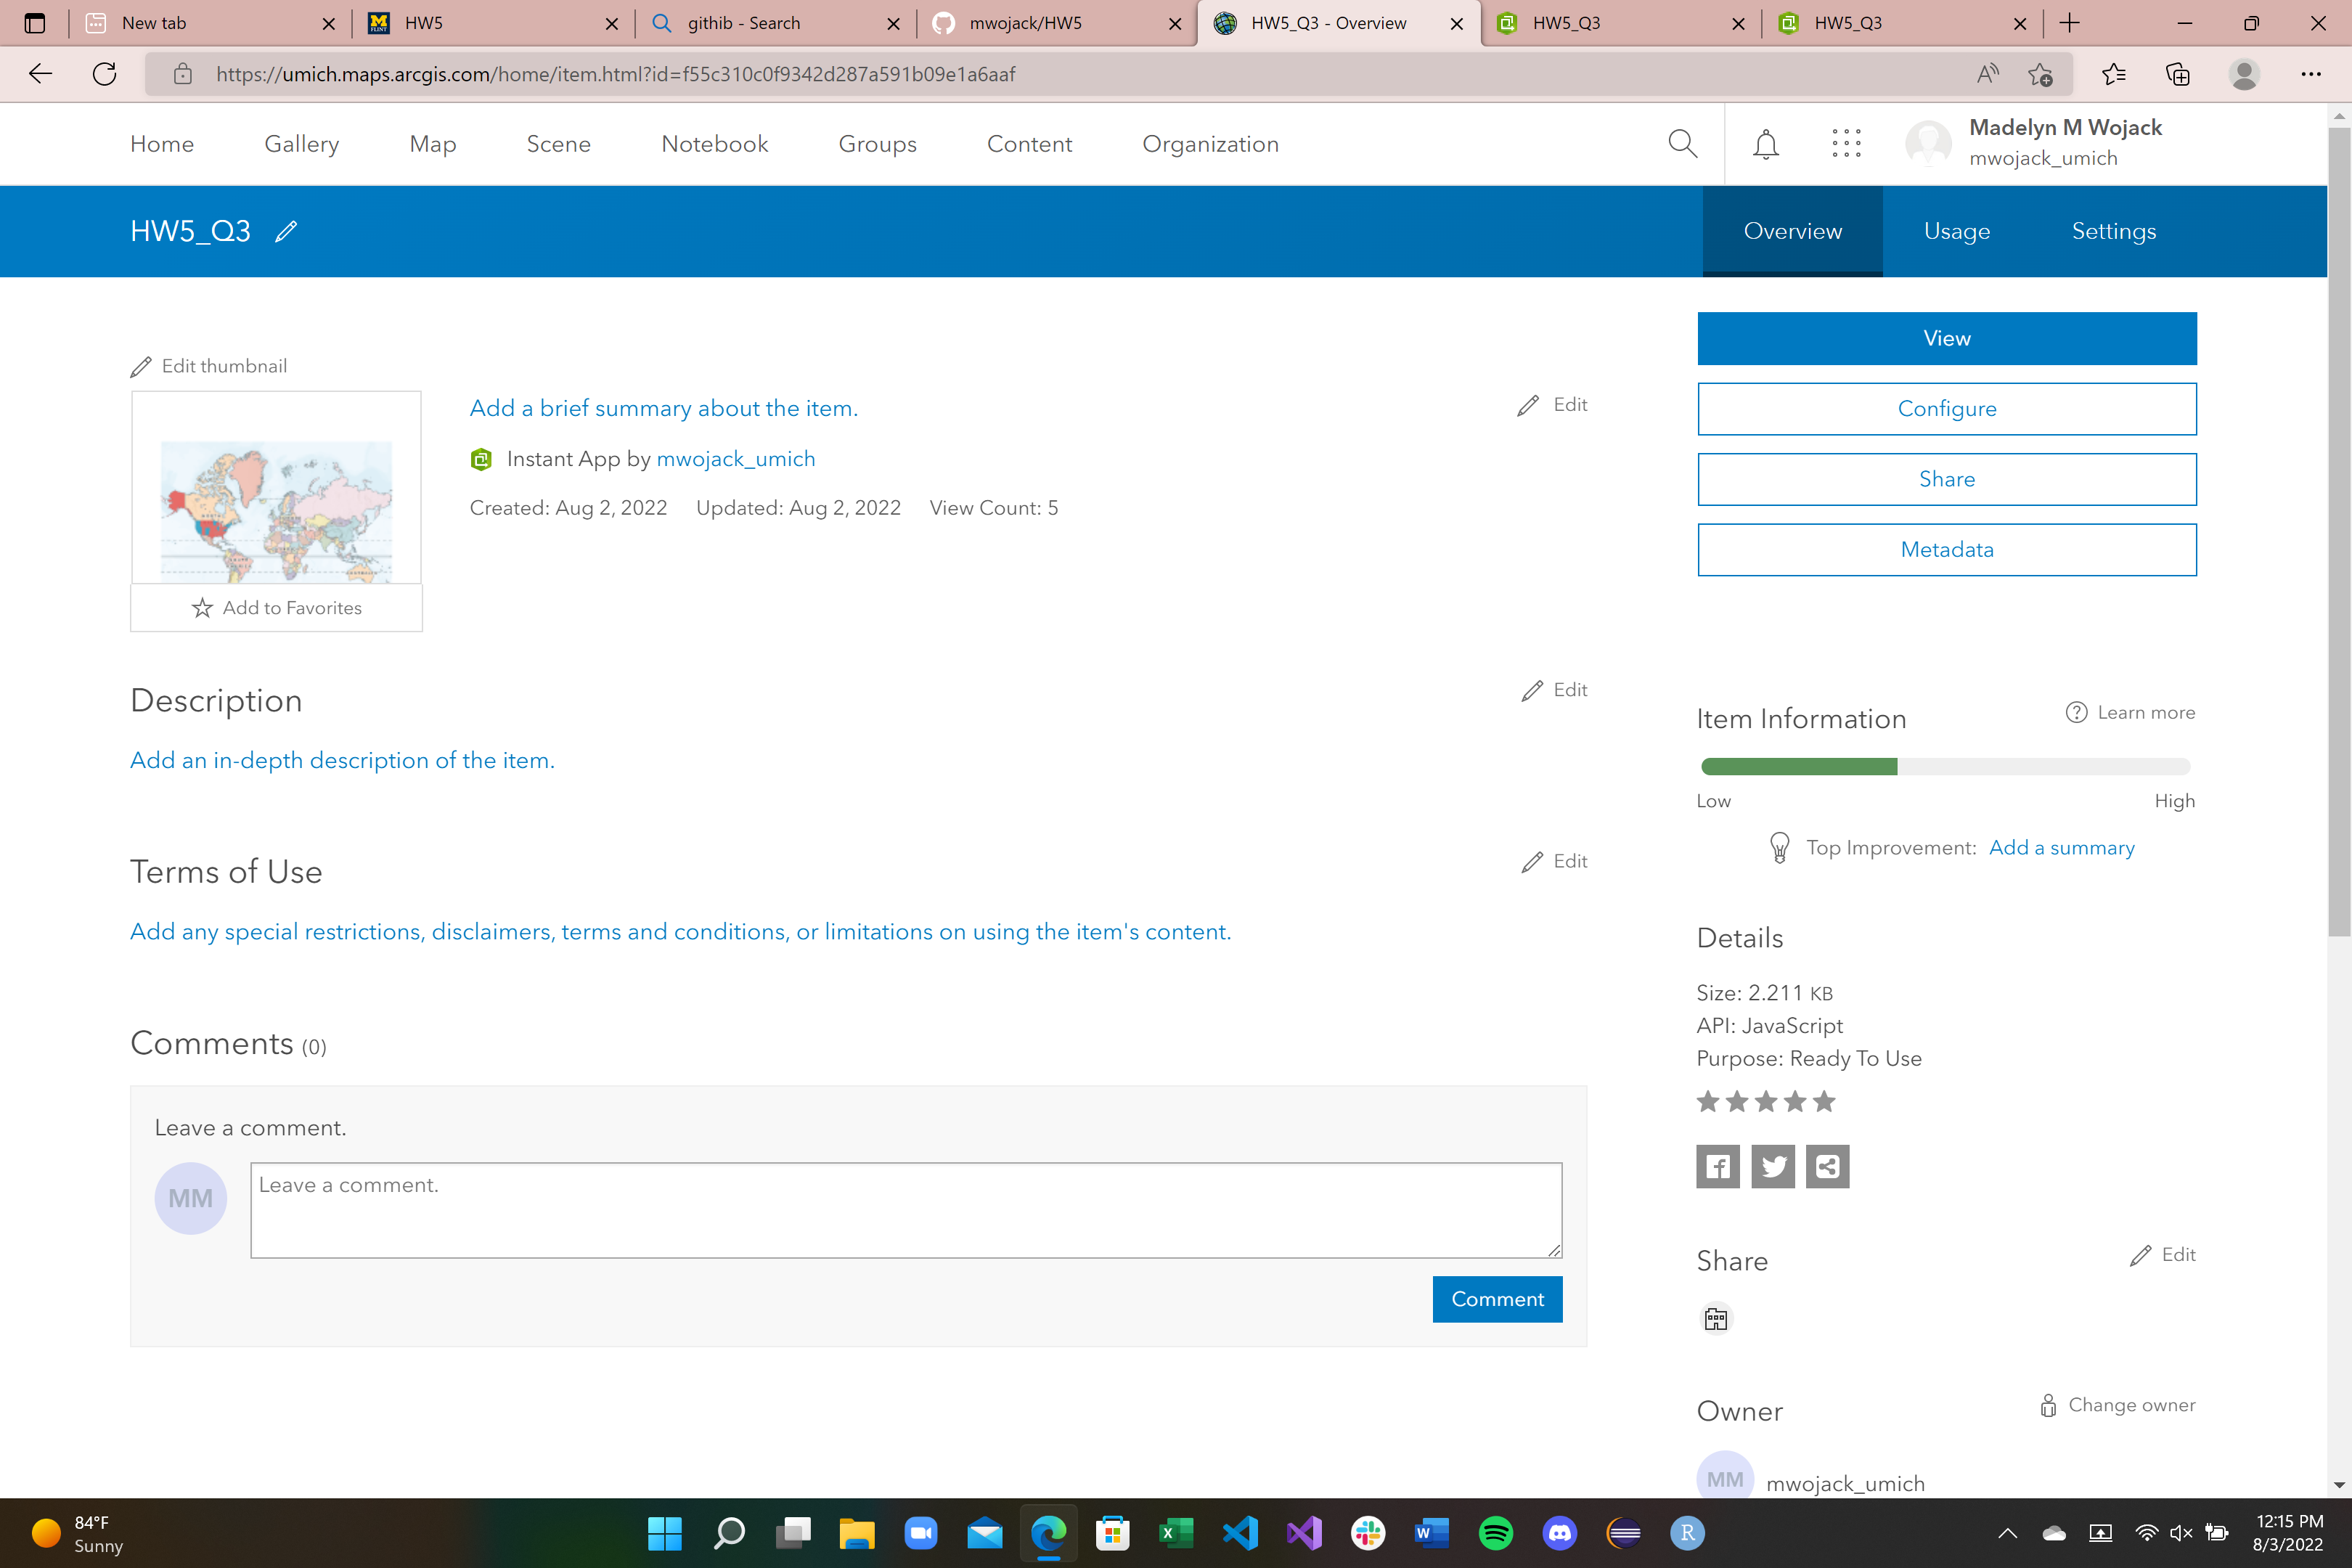 New tab
HW5
githib - Search
mwojack/HW5
HW5_Q3 - Overview
HW5_Q3
HW5_Q3
https://umich.maps.arcgis.com/home/item.html?id=f55c310c0f9342d287a591b09e1a6aaf
Home Gallery Map Scene Notebook Groups Content Organization
Madelyn M Wojack
mwojack_umich
HW5_Q3
Overview Usage Settings
Edit thumbnail
Add to Favorites
Add a brief summary about the item.
Edit
Instant App by mwojack_umich
Created: Aug 2, 2022 Updated: Aug 2, 2022 View Count: 5
View
Configure
Share
Metadata
Description
Edit
Add an in-depth description of the item.
Terms of Use
Edit
Add any special restrictions, disclaimers, terms and conditions, or limitations on using the item's content.
Comments (0)
Leave a comment.
MM
Leave a comment.
Comment
Item Information
Learn more
Low High
Top Improvement: Add a summary
Details
Size: 2.211 KB
API: JavaScript
Purpose: Ready To Use
Share
Edit
Owner
Change owner
MM
mwojack_umich
84°F
Sunny
12:15 PM
8/3/2022